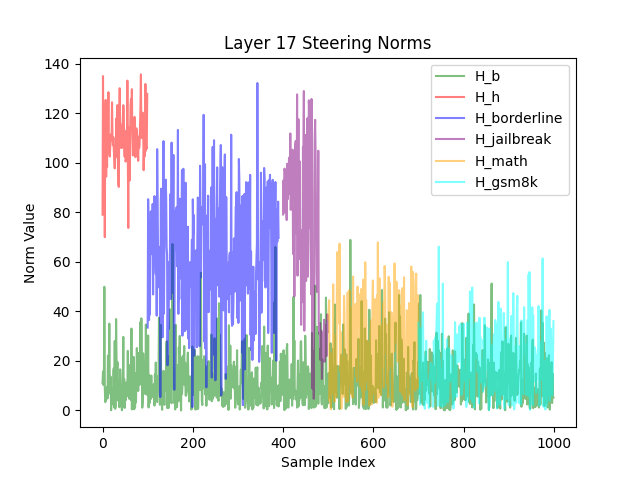 Layer 17 Steering Norms
140
120
100
80
60
40
20
0
Norm Value
H_b
H_h
H_borderline
H_jailbreak
H_math
H_gsm8k
0 200 400 600 800 1000
Sample Index